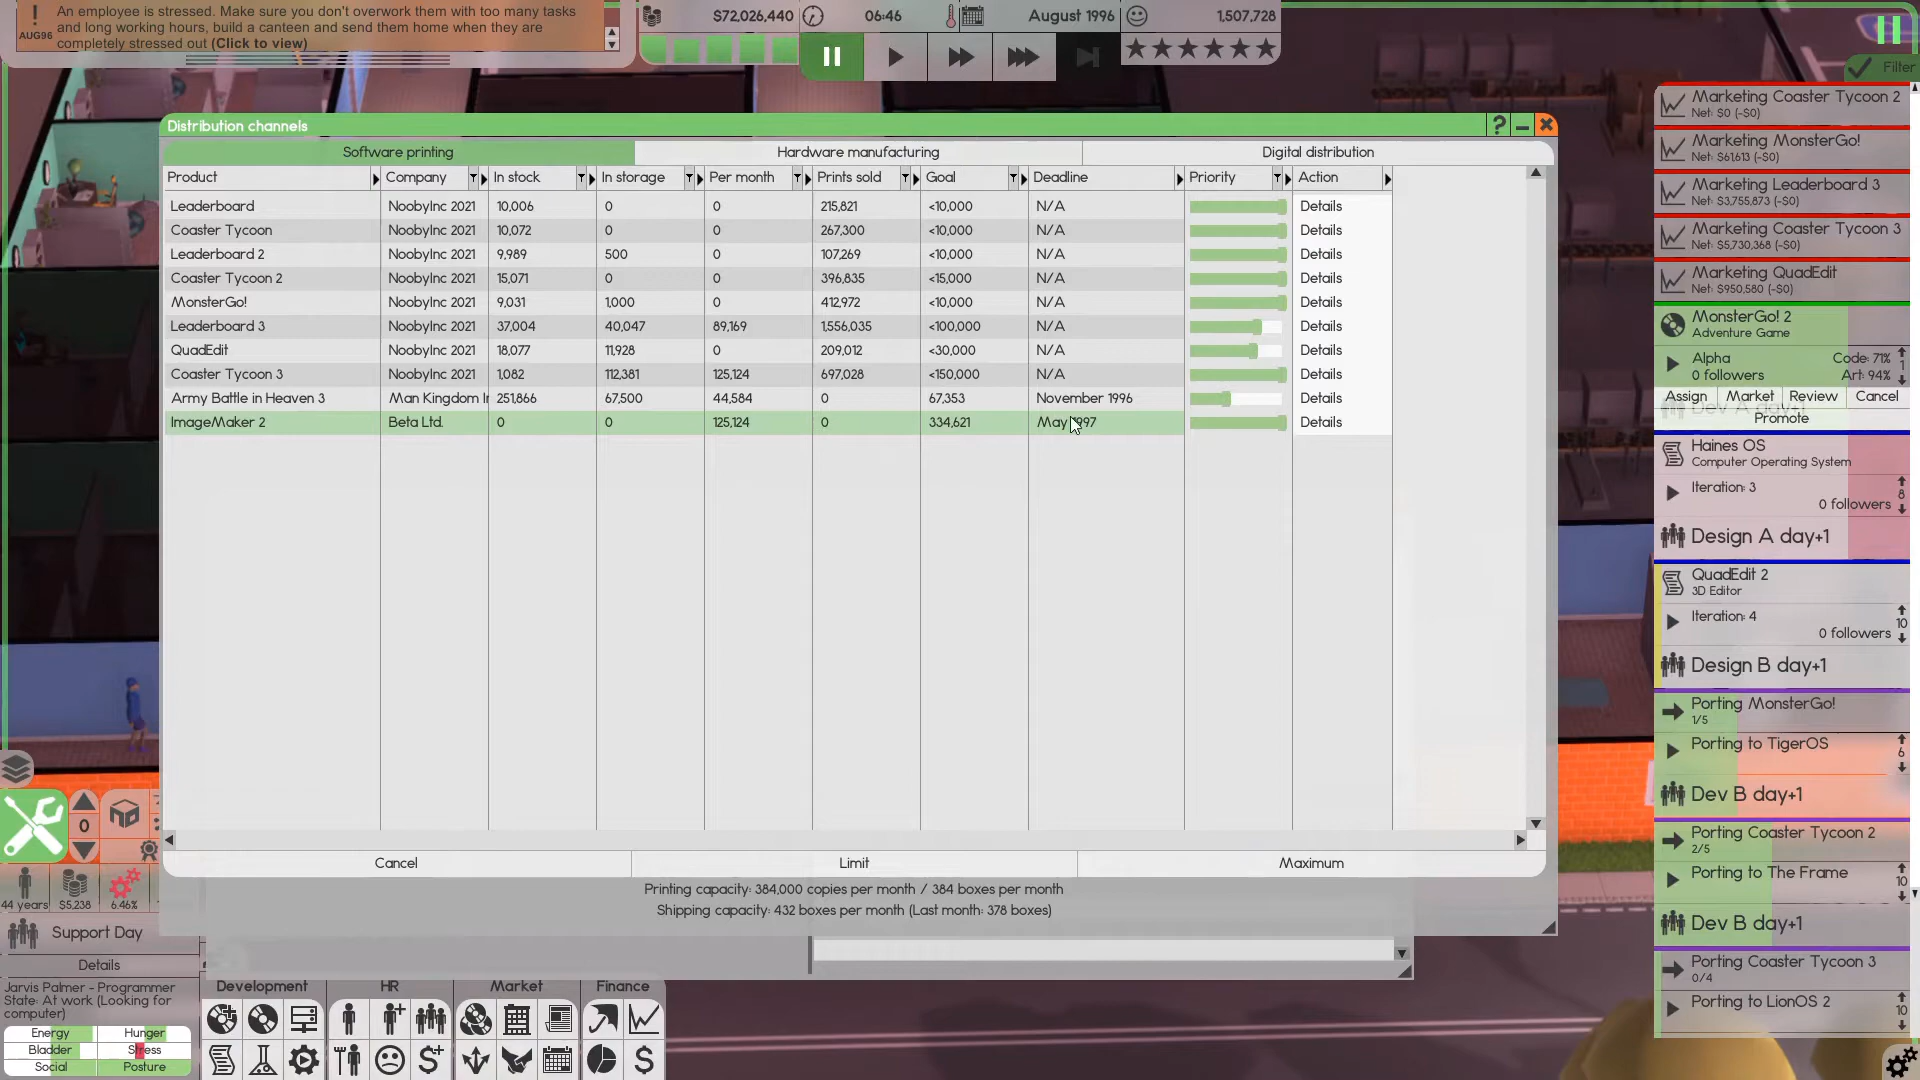 An employee is stressed. Make sure you don't overwork them with too many tasks
and long working hours, build a canteen and send them home when they are
completely stressed out (Click to view)
AUG96
$72,026,440
06:46
August 1996
1,507,728
Filter
Distribution channels
?
Software printing
Hardware manufacturing
Digital distribution
Product Company In stock In storage Per month Prints sold Goal Deadline Priority Action
Leaderboard NoobyInc 2021 10,006 0 0 215,821 <10,000 N/A Details
Coaster Tycoon NoobyInc 2021 10,072 0 0 267,300 <10,000 N/A Details
Leaderboard 2 NoobyInc 2021 9,989 500 0 107,269 <10,000 N/A Details
Coaster Tycoon 2 NoobyInc 2021 15,071 0 0 396,835 <15,000 N/A Details
MonsterGo! NoobyInc 2021 9,031 1,000 0 412,972 <10,000 N/A Details
Leaderboard 3 NoobyInc 2021 37,004 40,047 89,169 1,556,035 <100,000 N/A Details
QuadEdit NoobyInc 2021 18,077 11,928 0 209,012 <30,000 N/A Details
Coaster Tycoon 3 NoobyInc 2021 1,082 112,381 125,124 697,028 <150,000 N/A Details
Army Battle in Heaven 3 Man Kingdom Ir 251,866 67,500 44,584 0 67,353 November 1996 Details
ImageMaker 2 Beta Ltd. 0 0 125,124 0 334,621 May 1997 Details
Cancel
Limit
Maximum
Printing capacity: 384,000 copies per month / 384 boxes per month
Shipping capacity: 432 boxes per month (Last month: 378 boxes)
Marketing Coaster Tycoon 2
Net: $0 (-$0)
Marketing MonsterGo!
Net: $61,613 (-$0)
Marketing Leaderboard 3
Net: $3,755,873 (-$0)
Marketing Coaster Tycoon 3
Net: $5,730,368 (-$0)
Marketing QuadEdit
Net: $950,580 (-$0)
MonsterGo! 2
Adventure Game
Alpha Code: 71%
0 followers Art: 94%
1
Assign Market Review Cancel
Dev A day+1
Promote
Haines OS
Computer Operating System
Iteration: 3
8
0 followers
Design A day+1
QuadEdit 2
3D Editor
Iteration: 4
10
0 followers
Design B day+1
Porting MonsterGo!
1/5
Porting to TigerOS
6
Dev B day+1
Porting Coaster Tycoon 2
2/5
Porting to The Frame
10
Dev B day+1
Porting Coaster Tycoon 3
0/4
Porting to LionOS 2
10
0
44 years $5,238 6.46%
Support Day
Details
Jarvis Palmer - Programmer
State: At work (Looking for
computer)
Energy Hunger
Bladder Stress
Social Posture
Development HR Market Finance